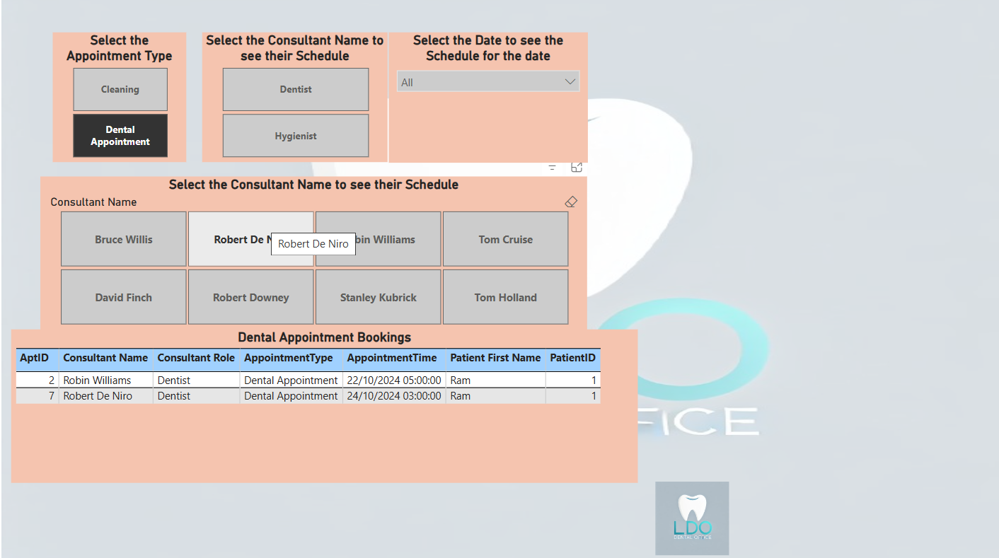 Select the
Appointment Type
Cleaning
Dental
Appointment
Select the Consultant Name to
see their Schedule
Dentist
Hygienist
Select the Date to see the
Schedule for the date
All
Select the Consultant Name to see their Schedule
Consultant Name
Bruce Willis
Robert De N
Robert De Niro
bin Williams
Tom Cruise
David Finch
Robert Downey
Stanley Kubrick
Tom Holland
Dental Appointment Bookings
AptID Consultant Name Consultant Role AppointmentType AppointmentTime Patient First Name PatientID
2 Robin Williams Dentist Dental Appointment 22/10/2024 05:00:00 Ram 1
7 Robert De Niro Dentist Dental Appointment 24/10/2024 03:00:00 Ram 1
FICE
LDO
DENTAL OFFICE